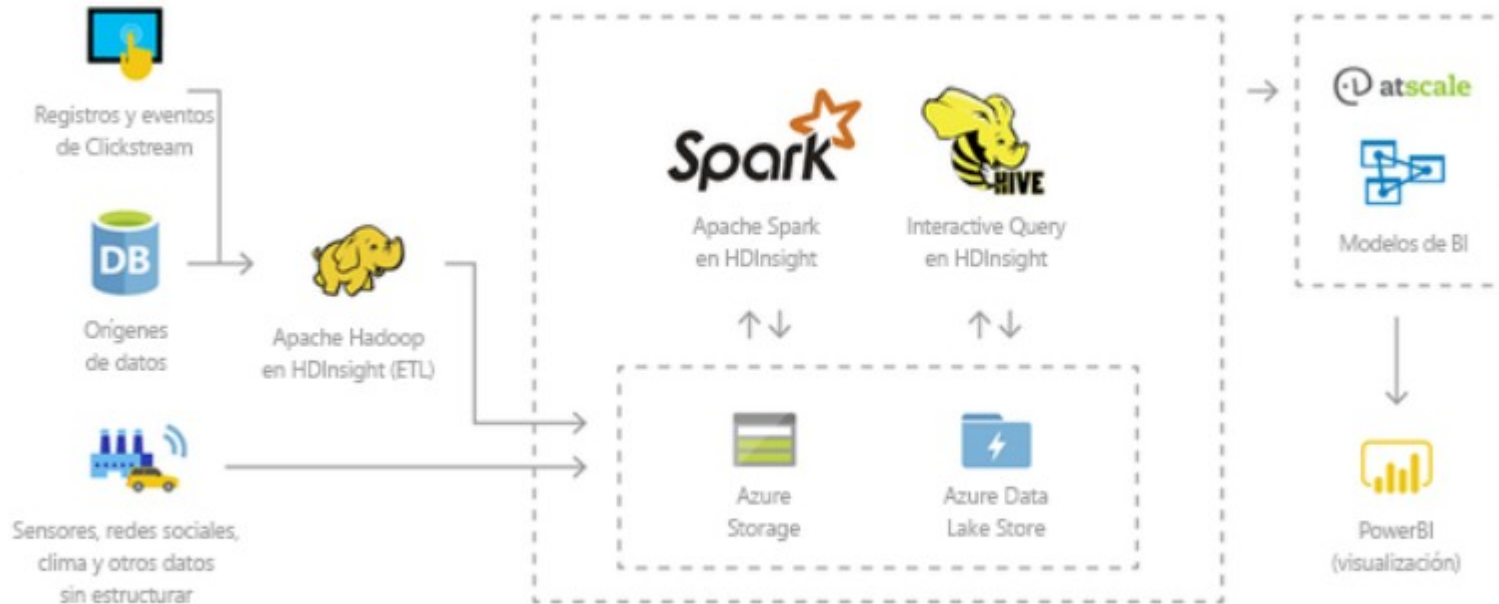 Registros y eventos
de Clickstream
DB
Orígenes
de datos
Sensores, redes sociales,
clima y otros datos
sin estructurar
Apache Hadoop
en HDInsight (ETL)
Spark
Apache Spark
en HDInsight
HIVE
Interactive Query
en HDInsight
Azure
Storage
Azure Data
Lake Store
atscale
Modelos de BI
PowerBI
(visualización)